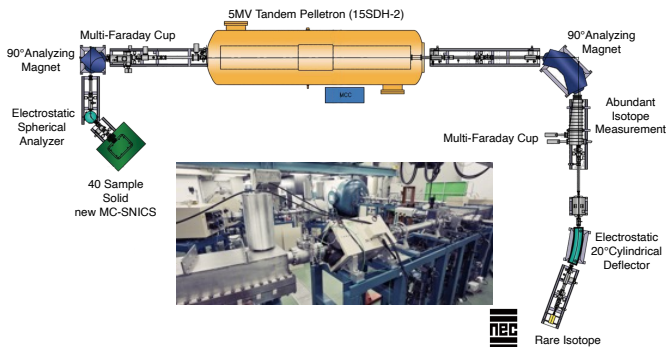 5MV Tandem Pelletron (15SDH-2)
Multi-Faraday Cup
90°Analyzing
Magnet
90°Analyzing
Magnet
MCC
Electrostatic
Spherical
Analyzer
Abundant
Isotope
Measurement
Multi-Faraday Cup
40 Sample
Solid
new MC-SNICS
Electrostatic
20°Cylindrical
Deflector
nec
Rare Isotope